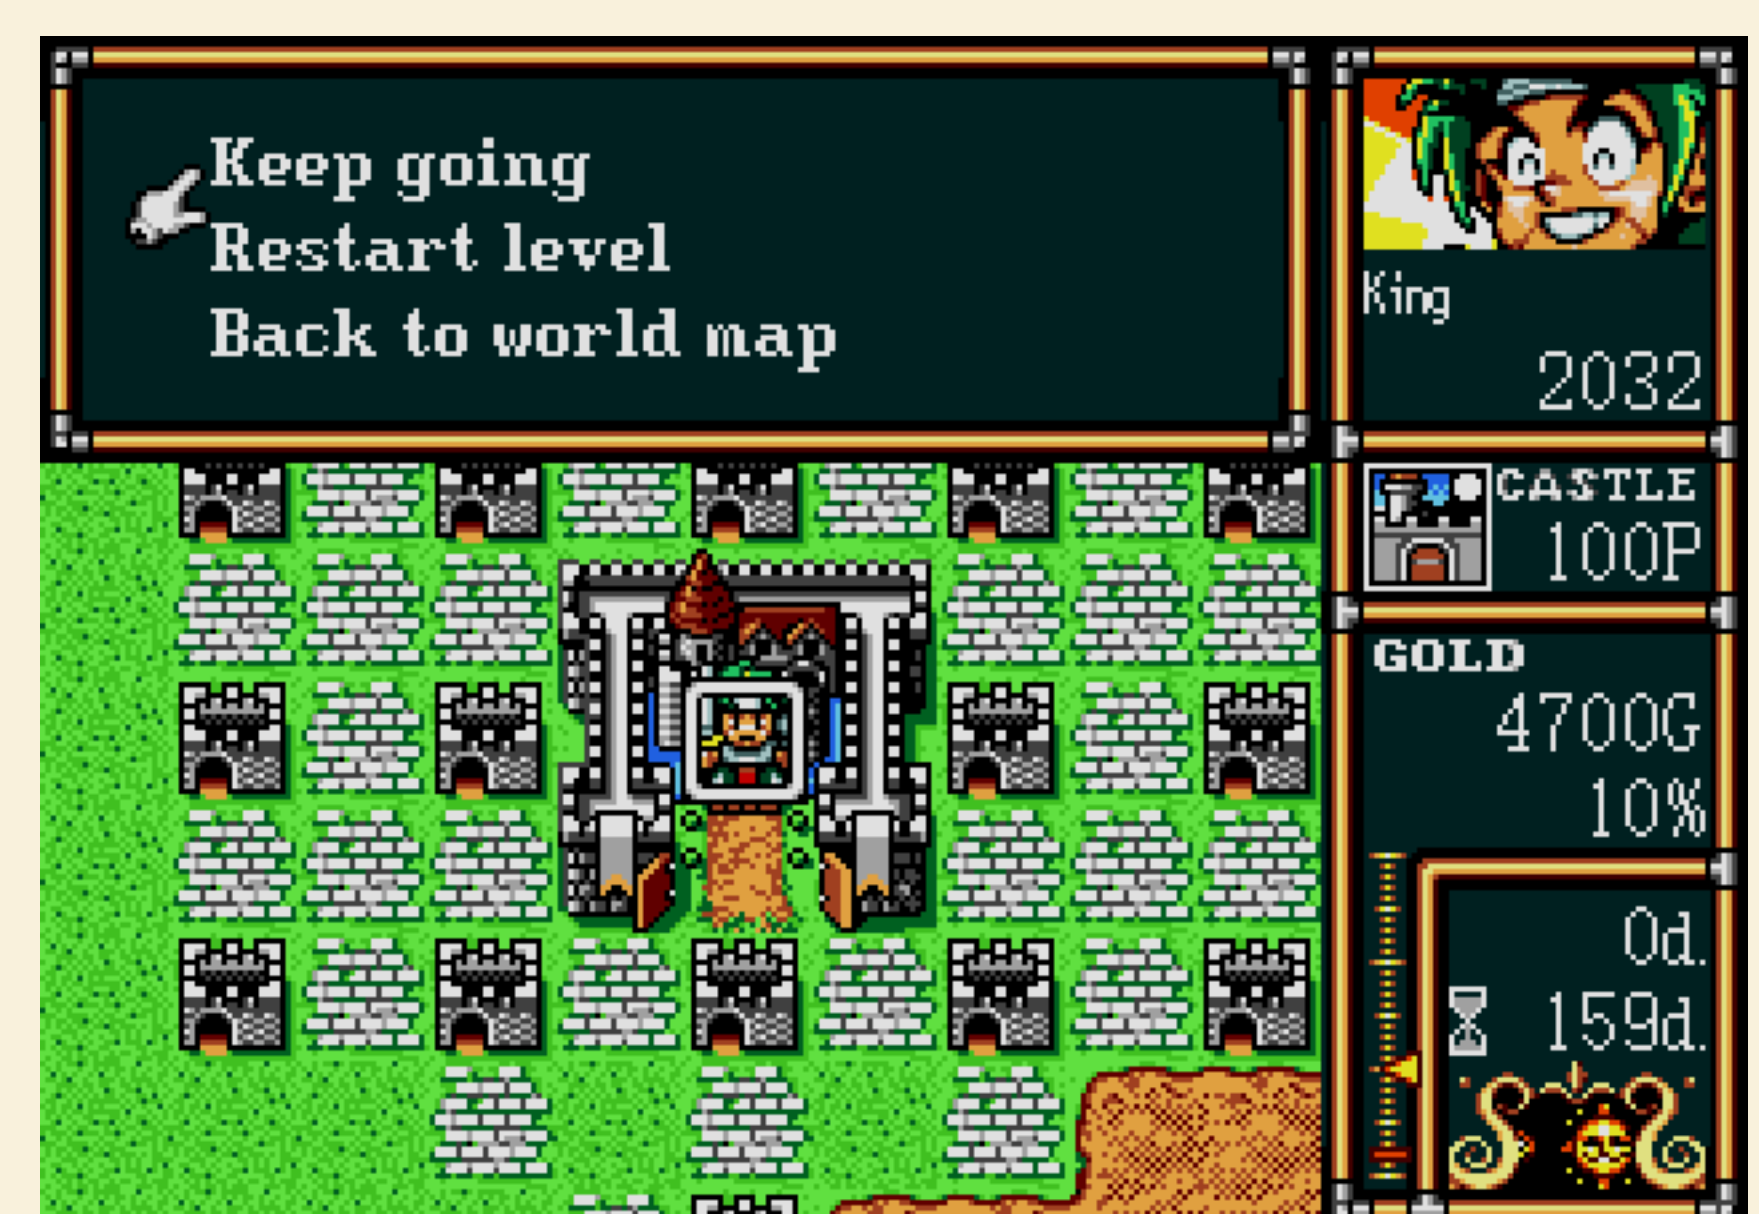 Keep going
Restart level
Back to world map
King
2032
CASTLE
100P
GOLD
4700G
10%
0d.
159d.